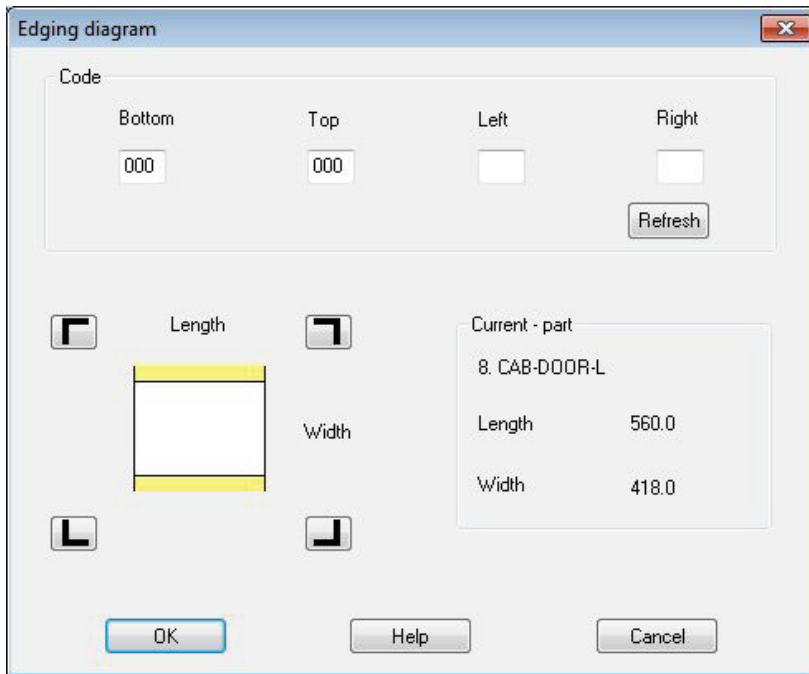 Edging diagram
Code
Bottom Top Left Right
000 000
Refresh
Length
Width
Current - part
8. CAB-DOOR-L
Length 560.0
Width 418.0
OK Help Cancel